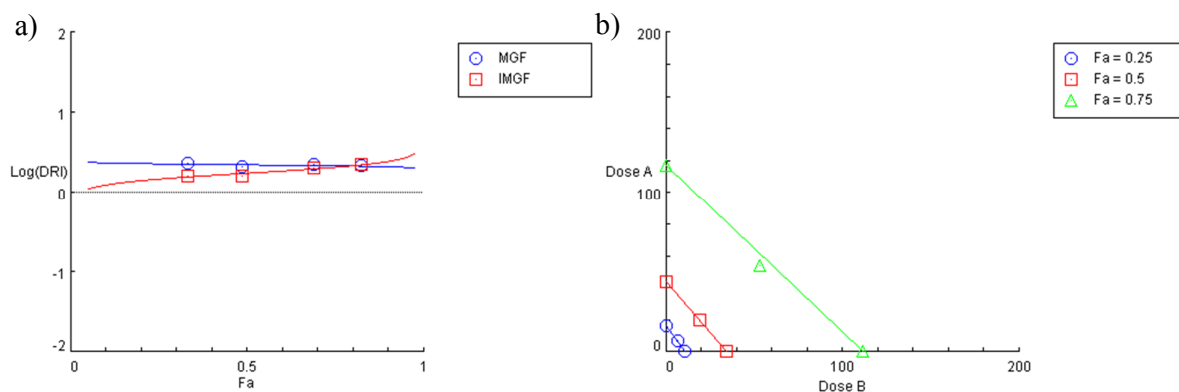 a)
2
1
Log(DRI)
0
-1
-2
0
0.5
1
Fa
MGF
IMGF
b)
200
Dose A
100
0
0
100
200
Dose B
Fa = 0.25
Fa = 0.5
Fa = 0.75